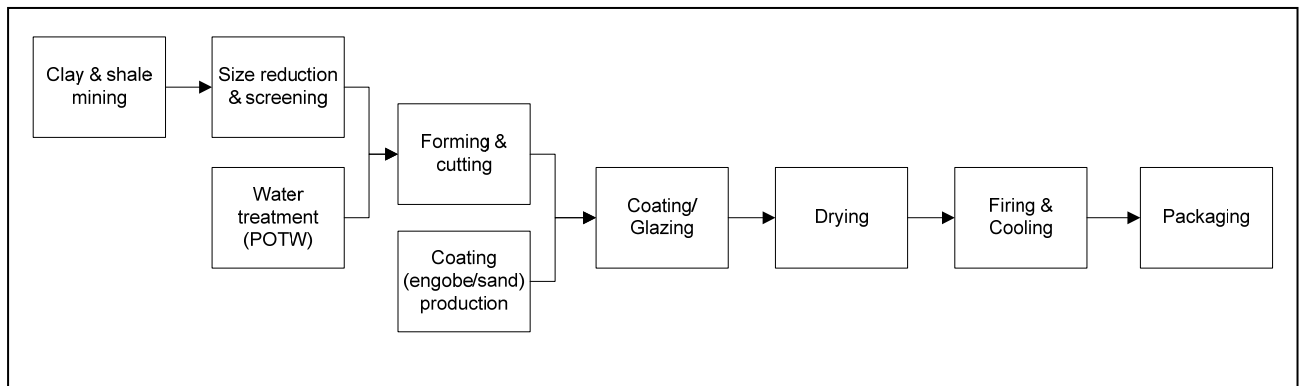 Clay & shale
mining
Size reduction
& screening
Water
treatment
(POTW)
Forming &
cutting
Coating
(engobe/sand)
production
Coating/
Glazing
Drying
Firing &
Cooling
Packaging